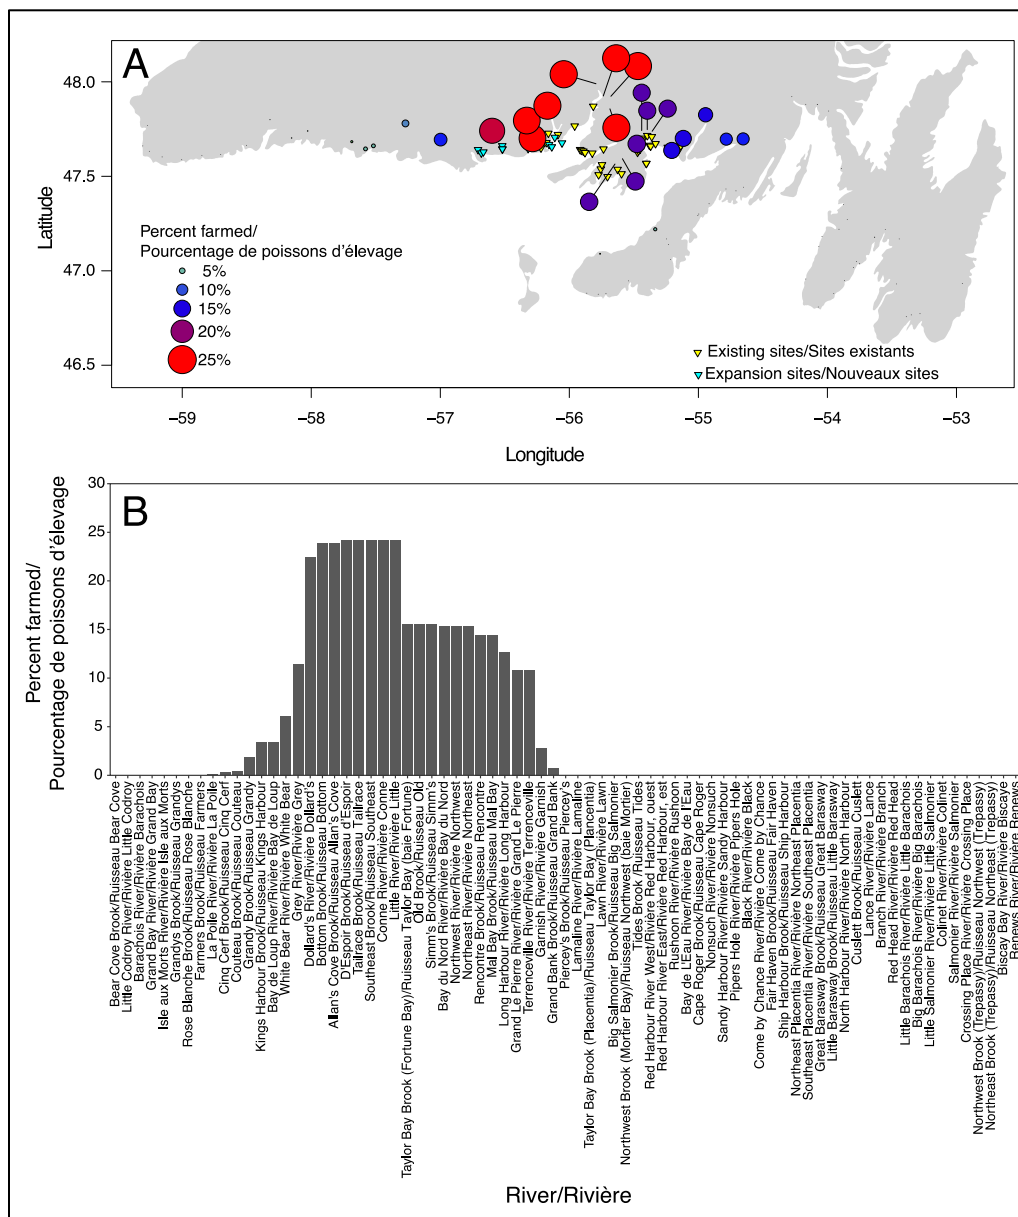 A
48.0
47.5
47.0
46.5
Latitude
Percent farmed/
Pourcentage de poissons d'élevage
5%
10%
15%
20%
25%
Existing sites/Sites existants
Expansion sites/Nouveaux sites
−59
−58
−57
−56
−55
−54
−53
Longitude
B
Percent farmed/
Pourcentage de poissons d'élevage
30
25
20
15
10
5
0
Bear Cove Brook/Ruisseau Bear Cove
Little Codroy River/Rivière Little Codroy
Barachois River/Rivière Barachois
Grand Bay River/Rivière Grand Bay
Isle aux Morts River/Rivière Isle aux Morts
Grandys Brook/Ruisseau Grandys
Rose Blanche Brook/Ruisseau Rose Blanche
Farmers Brook/Ruisseau Farmers
La Poile River/Rivière La Poile
Cinq Cerf Brook/Ruisseau Cinq Cerf
Couteau Brook/Ruisseau Couteau
Grandy Brook/Ruisseau Grandy
Kings Harbour Brook/Ruisseau Kings Harbour
Bay de Loup River/Rivière Bay de Loup
White Bear River/Rivière White Bear
Grey River/Rivière Grey
Dollard's River/Rivière Dollard's
Bottom Brook/Ruisseau Bottom
Allan's Cove Brook/Ruisseau Allan's Cove
D'Espoir Brook/Ruisseau d'Espoir
Tailrace Brook/Ruisseau Tailrace
Southeast Brook/Ruisseau Southeast
Conne River/Rivière Conne
Little River/Rivière Little
Taylor Bay Brook (Fortune Bay)/Ruisseau Taylor Bay (baie Fortune)
Old Brook/Ruisseau Old
Simm's Brook/Ruisseau Simm's
Bay du Nord River/Rivière Bay du Nord
Northwest River/Rivière Northwest
Northeast River/Rivière Northeast
Rencontre Brook/Ruisseau Rencontre
Mal Bay Brook/Ruisseau Mal Bay
Long Harbour River/Rivière Long Harbour
Grand Le Pierre River/Rivière Grand Le Pierre
Terrenceville River/Rivière Terrenceville
Garnish River/Rivière Garnish
Grand Bank Brook/Ruisseau Grand Bank
Piercey's Brook/Ruisseau Piercey's
Lamaline River/Rivière Lamaline
Taylor Bay Brook (Placentia)/Ruisseau Taylor Bay (Plancentia)
Lawn River/Rivière Lawn
Big Salmonier Brook/Ruisseau Big Salmonier
Northwest Brook (Mortier Bay)/Ruisseau Northwest (baie Mortier)
Tides Brook /Ruisseau Tides
Red Harbour River West/Rivière Red Harbour, ouest
Red Harbour River East/Rivière Red Harbour, est
Rushoon River/Rivière Rushoon
Bay de L'Eau River/Rivière Bay de l'Eau
Cape Roger Brook/Ruisseau Cape Roger
Nonsuch River/Rivière Nonsuch
Sandy Harbour River/Rivière Sandy Harbour
Pipers Hole River/Rivière Pipers Hole
Black River/Rivière Black
Come by Chance River/Rivière Come by Chance
Fair Haven Brook/Ruisseau Fair Haven
Ship Harbour Brook/Ruisseau Ship Harbour
Northeast Placentia River/Rivière Northeast Placentia
Southeast Placentia River/Rivière Southeast Placentia
Great Barasway Brook/Ruisseau Great Barasway
Little Barasway Brook/Ruisseau Little Barasway
North Harbour River/Rivière North Harbour
Cuslett Brook/Ruisseau Cuslett
Lance River/Rivière Lance
Branch River/Rivière Branch
Red Head River/Rivière Red Head
Little Barachois River/Rivière Little Barachois
Big Barachois River/Rivière Big Barachois
Little Salmonier River/Rivière Little Salmonier
Colinet River/Rivière Colinet
Salmonier River/Rivière Salmonier
Crossing Place River/Rivière Crossing Place
Northwest Brook (Trepassy)/Ruisseau Northwest (Trepassy)
Northeast Brook (Trepassy)/Ruisseau Northeast (Trepassy)
Biscay Bay River/Rivière Biscaye
Renews River/Rivière Renews
River/Rivière